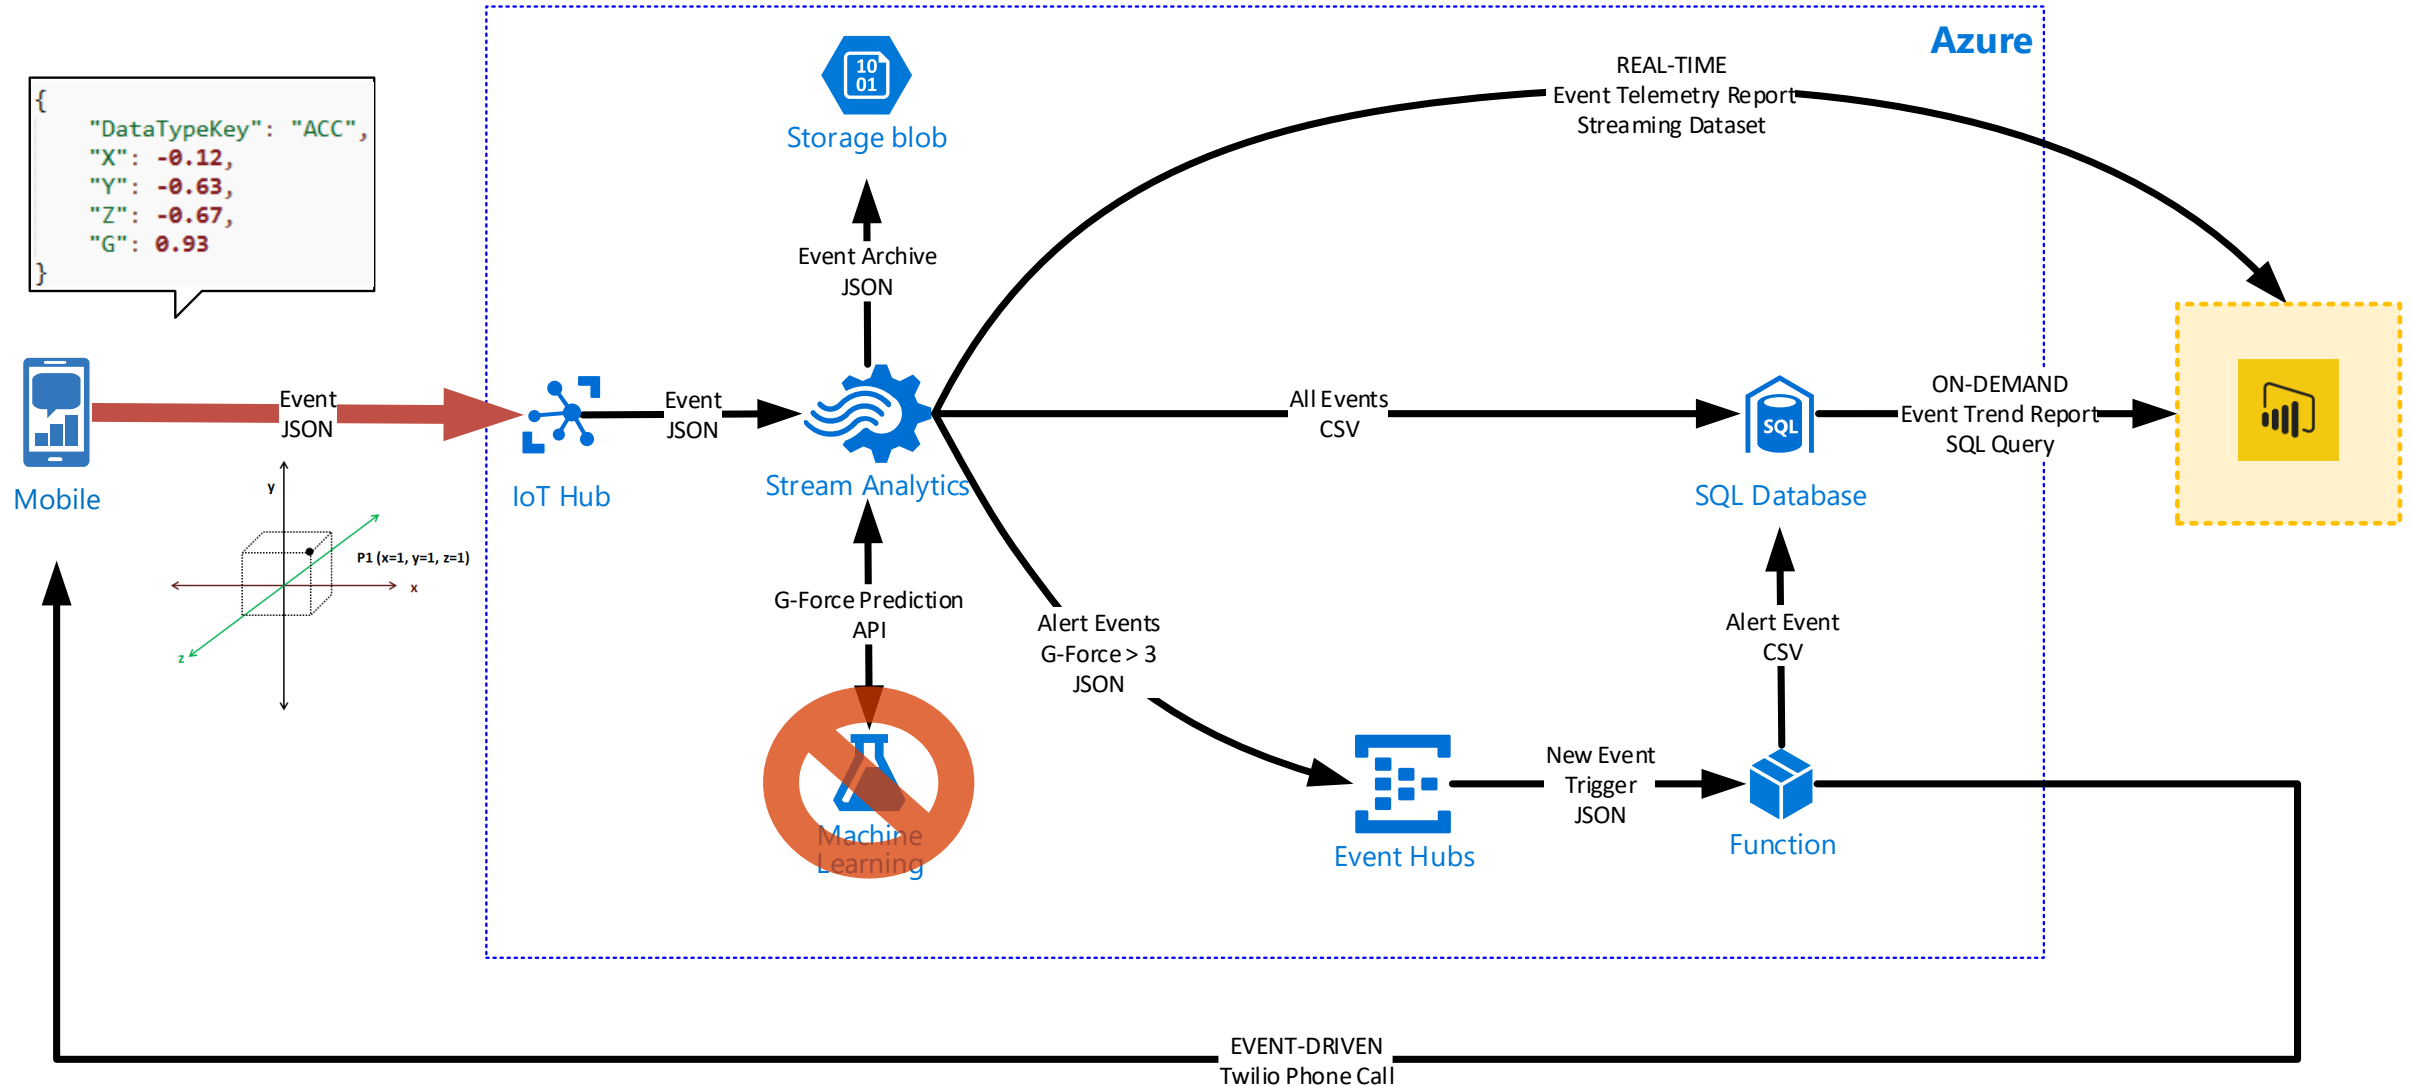 Azure
10
01
Storage blob
REAL-TIME
Event Telemetry Report
Streaming Dataset
{
"DataTypeKey": "ACC",
"X": -0.12,
"Y": -0.63,
"Z": -0.67,
"G": 0.93
}
Event Archive
JSON
Event
JSON
Event
JSON
All Events
CSV
SQL
ON-DEMAND
Event Trend Report
SQL Query
Mobile
IoT Hub
Stream Analytics
SQL Database
y
P1 (x=1, y=1, z=1)
x
z
G-Force Prediction
API
Alert Events
G-Force > 3
JSON
Alert Event
CSV
Machine
Learning
New Event
Trigger
JSON
Event Hubs
Function
EVENT-DRIVEN
Twilio Phone Call